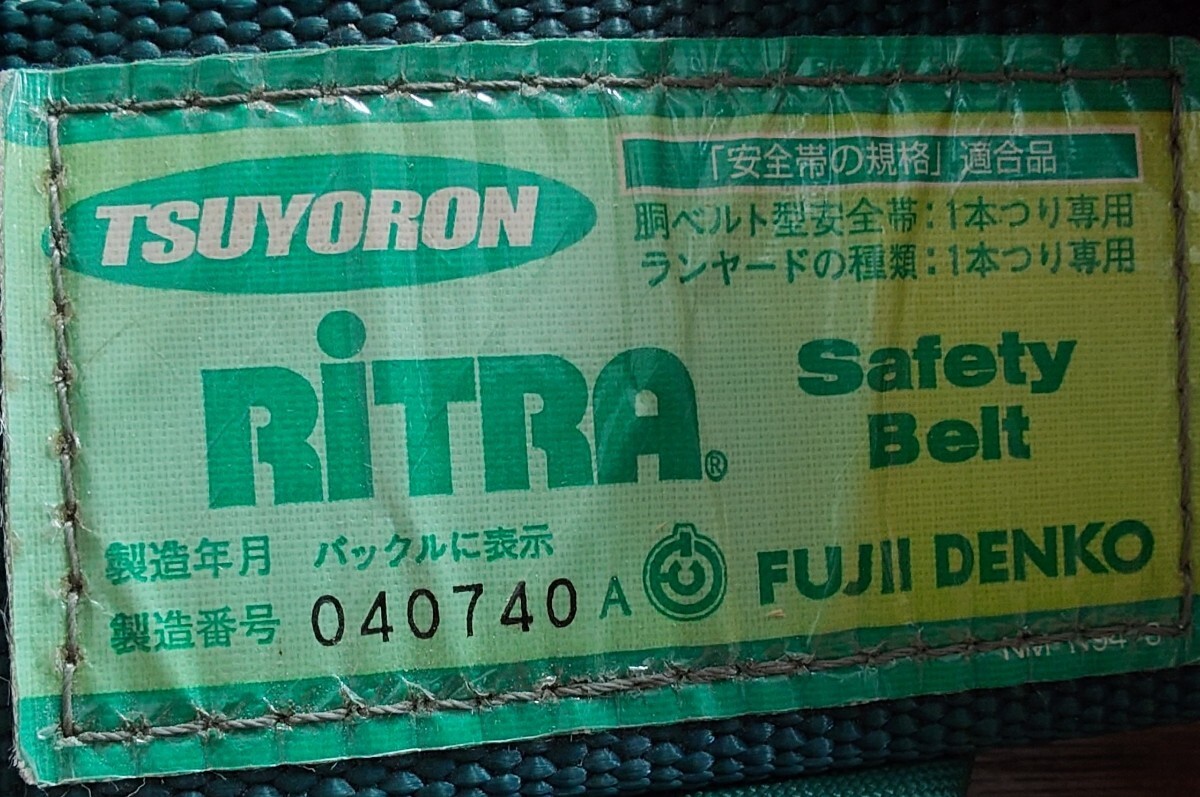 TSUYORON
「安全帯の規格」適合品
胴ベルト型安全帯：1本つり専用
ランヤードの種類：1本つり専用
RiTRA®
Safety
Belt
製造年月 バックルに表示
製造番号 040740 A
FUJII DENKO